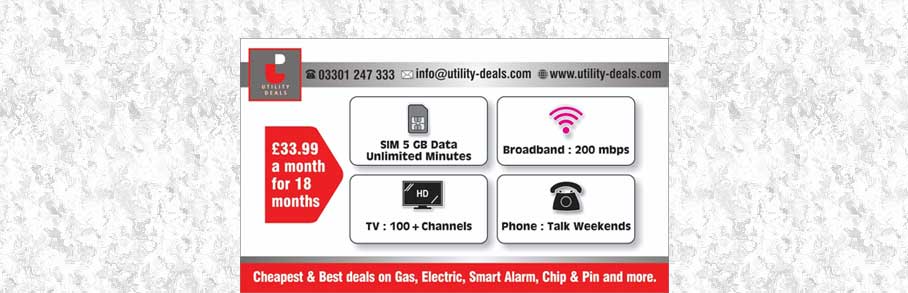 UTILITY
DEALS
03301 247 333 info@utility-deals.com www.utility-deals.com
£33.99
a month
for 18
months
SIM 5 GB Data
Unlimited Minutes
Broadband : 200 mbps
HD
TV : 100 + Channels
Phone : Talk Weekends
Cheapest & Best deals on Gas, Electric, Smart Alarm, Chip & Pin and more.